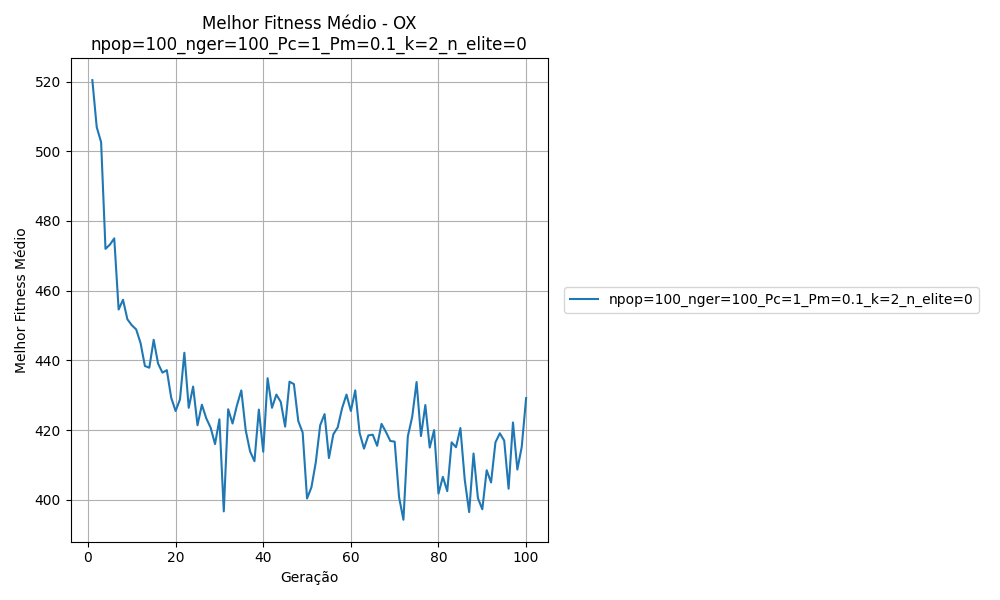 Melhor Fitness Médio - OX
npop=100_nger=100_Pc=1_Pm=0.1_k=2_n_elite=0
Melhor Fitness Médio
520
500
480
460
440
420
400
0
20
40
60
80
100
Geração
npop=100_nger=100_Pc=1_Pm=0.1_k=2_n_elite=0